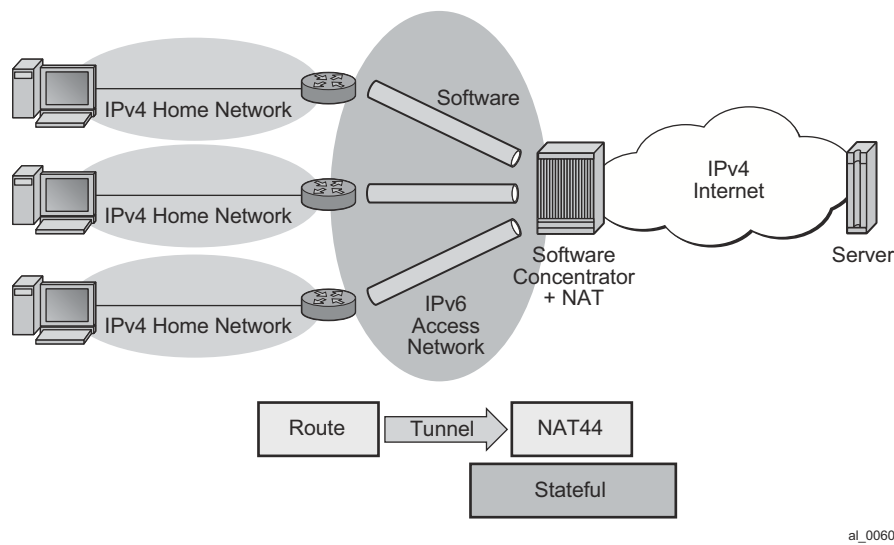 IPv4 Home Network
Software
IPv4 Home Network
IPv4
Internet
IPv4 Home Network
IPv6
Access
Network
Software
Concentrator
+ NAT
Server
Route
Tunnel
NAT44
Stateful
al_0060